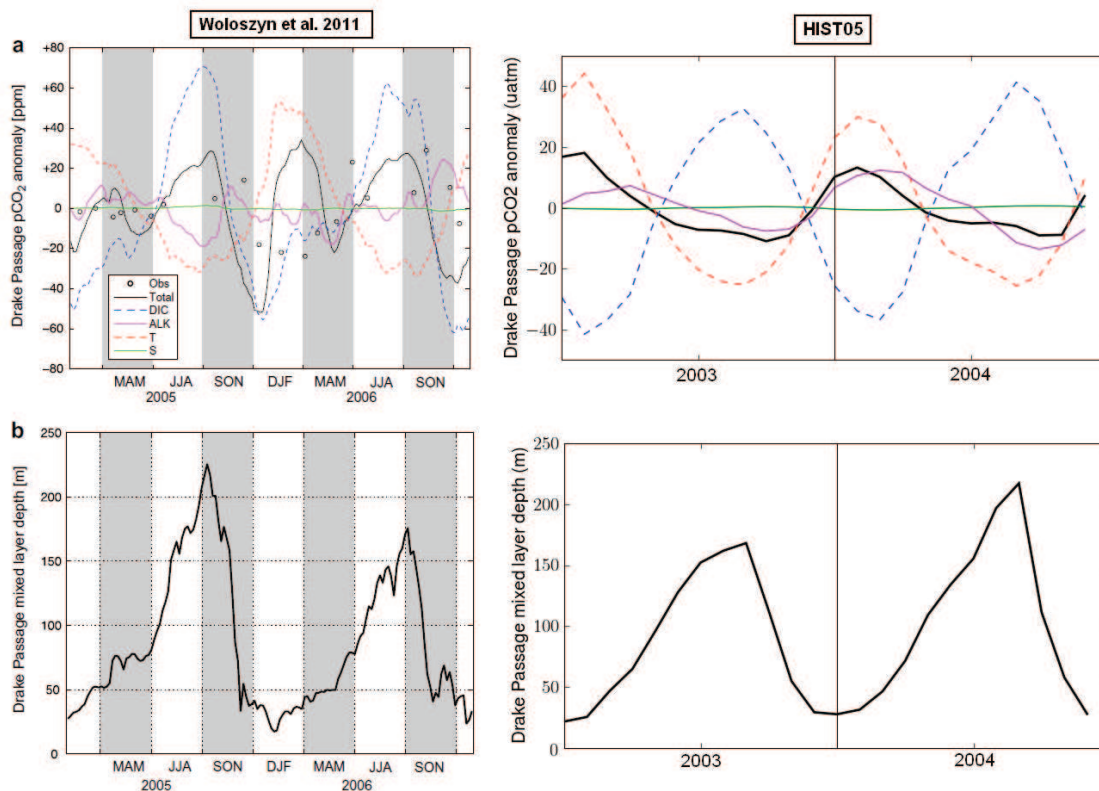 Woloszyn et al. 2011
HIST05
a
Drake Passage pCO2 anomaly [ppm]
+80
+60
+40
+20
0
−20
−40
−60
−80
Obs
Total
DIC
ALK
T
S
MAM JJA SON DJF MAM JJA SON
2005 2006
Drake Passage pCO2 anomaly (uatm)
40
20
0
−20
−40
2003 2004
b
Drake Passage mixed layer depth [m]
250
200
150
100
50
0
MAM JJA SON DJF MAM JJA SON
2005 2006
Drake Passage mixed layer depth (m)
250
200
150
100
50
0
2003 2004